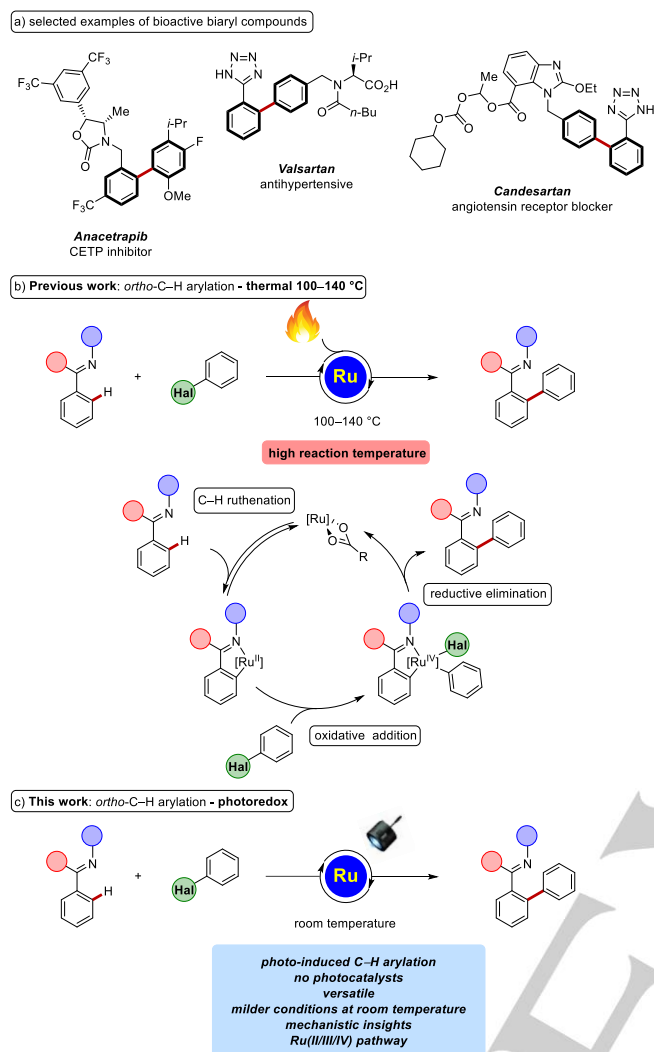 a) selected examples of bioactive biaryl compounds
CF3
F3C
Me
O
N
O
i-Pr
F
F3C
OMe
Anacetrapib
CETP inhibitor
N N
HN N
i-Pr
N
CO2H
O
n-Bu
Valsartan
antihypertensive
Me
O
O
O
O
O
N
N
OEt
N N
HN N
Candesartan
angiotensin receptor blocker
b) Previous work: ortho-C–H arylation - thermal 100–140 °C
N
H
+
Hal
Ru
100–140 °C
N
high reaction temperature
C–H ruthenation
N
H
[Ru]
O
O
R
N
reductive elimination
N
[RuII]
N
[RuIV]
Hal
Hal
oxidative addition
c) This work: ortho-C–H arylation - photoredox
N
H
+
Hal
Ru
room temperature
N
photo-induced C–H arylation
no photocatalysts
versatile
milder conditions at room temperature
mechanistic insights
Ru(II/III/IV) pathway